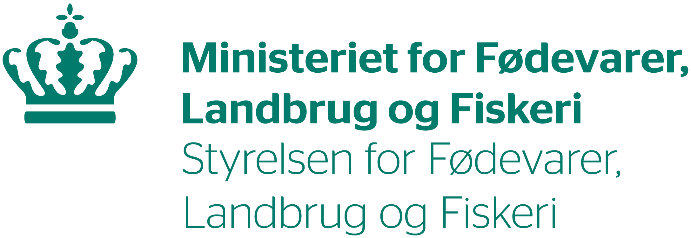 Ministeriet for Fødevarer,
Landbrug og Fiskeri
Styrelsen for Fødevarer,
Landbrug og Fiskeri